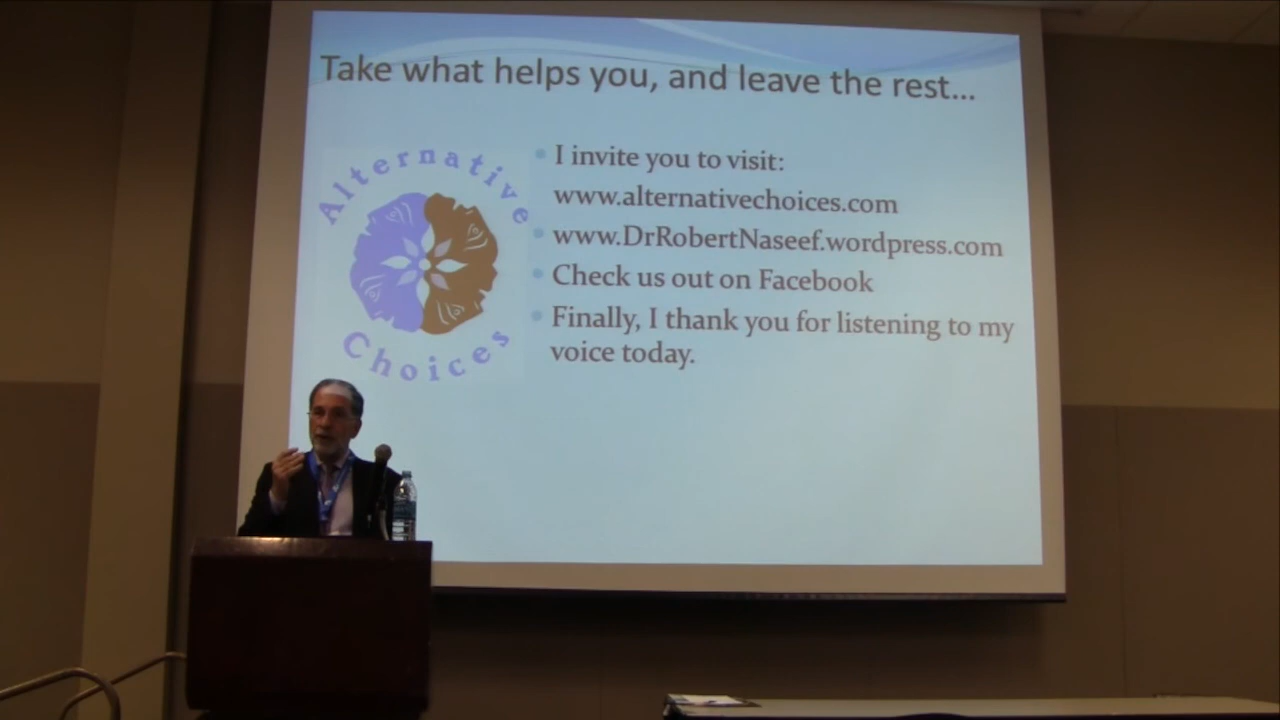 Take what helps you, and leave the rest...
Alternative
Choices
I invite you to visit:
www.alternativechoices.com
www.DrRobertNaseef.wordpress.com
Check us out on Facebook
Finally, I thank you for listening to my
voice today.